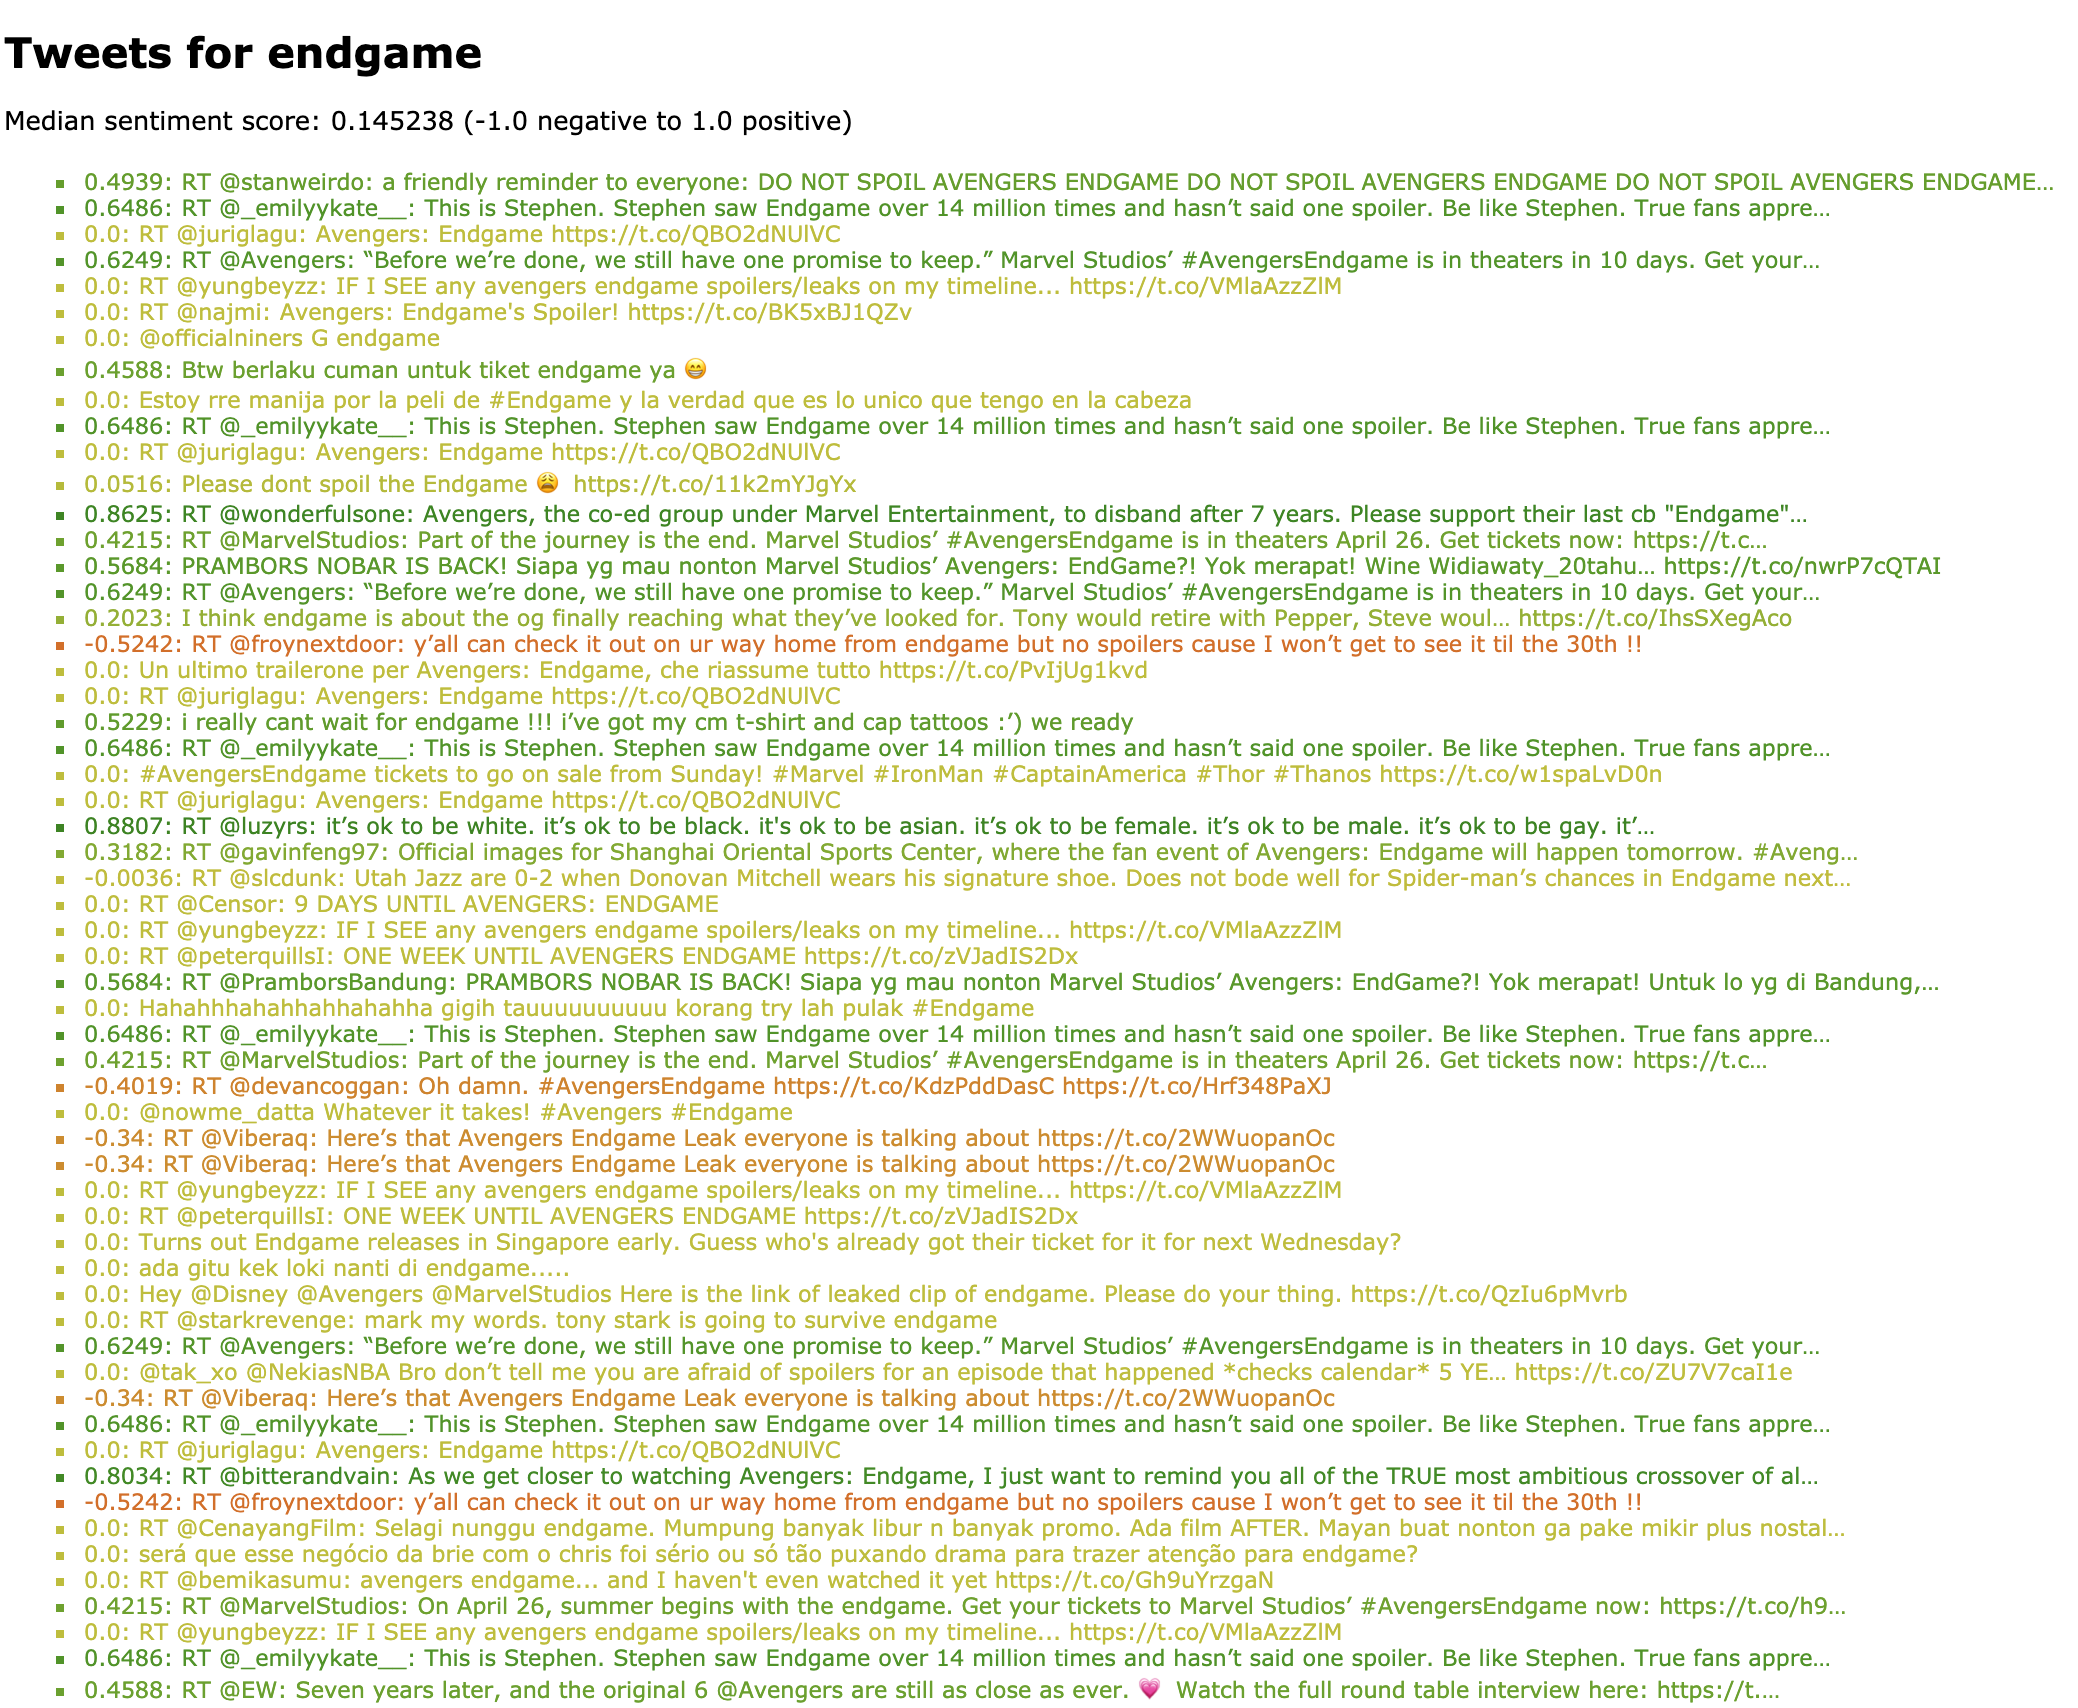 Tweets for endgame
Median sentiment score: 0.145238 (-1.0 negative to 1.0 positive)
0.4939: RT @stanweirdo: a friendly reminder to everyone: DO NOT SPOIL AVENGERS ENDGAME DO NOT SPOIL AVENGERS ENDGAME DO NOT SPOIL AVENGERS ENDGAME…
0.6486: RT @_emilyykate__: This is Stephen. Stephen saw Endgame over 14 million times and hasn’t said one spoiler. Be like Stephen. True fans appre…
0.0: RT @juriglagu: Avengers: Endgame https://t.co/QBO2dNUlVC
0.6249: RT @Avengers: “Before we’re done, we still have one promise to keep.” Marvel Studios’ #AvengersEndgame is in theaters in 10 days. Get your…
0.0: RT @yungbeyzz: IF I SEE any avengers endgame spoilers/leaks on my timeline... https://t.co/VMlaAzzZlM
0.0: RT @najmi: Avengers: Endgame's Spoiler! https://t.co/BK5xBJ1QZv
0.0: @officialniners G endgame
0.4588: Btw berlaku cuman untuk tiket endgame ya 😁
0.0: Estoy rre manija por la peli de #Endgame y la verdad que es lo unico que tengo en la cabeza
0.6486: RT @_emilyykate__: This is Stephen. Stephen saw Endgame over 14 million times and hasn’t said one spoiler. Be like Stephen. True fans appre…
0.0: RT @juriglagu: Avengers: Endgame https://t.co/QBO2dNUlVC
0.0516: Please dont spoil the Endgame 😩 https://t.co/11k2mYJgYx
0.8625: RT @wonderfulsone: Avengers, the co-ed group under Marvel Entertainment, to disband after 7 years. Please support their last cb "Endgame"…
0.4215: RT @MarvelStudios: Part of the journey is the end. Marvel Studios’ #AvengersEndgame is in theaters April 26. Get tickets now: https://t.c…
0.5684: PRAMBORS NOBAR IS BACK! Siapa yg mau nonton Marvel Studios’ Avengers: EndGame?! Yok merapat! Wine Widiawaty_20tahu… https://t.co/nwrP7cQTAI
0.6249: RT @Avengers: “Before we’re done, we still have one promise to keep.” Marvel Studios’ #AvengersEndgame is in theaters in 10 days. Get your…
0.2023: I think endgame is about the og finally reaching what they’ve looked for. Tony would retire with Pepper, Steve woul… https://t.co/IhsSXegAco
-0.5242: RT @froynextdoor: y’all can check it out on ur way home from endgame but no spoilers cause I won’t get to see it til the 30th !!
0.0: Un ultimo trailerone per Avengers: Endgame, che riassume tutto https://t.co/PvIjUg1kvd
0.0: RT @juriglagu: Avengers: Endgame https://t.co/QBO2dNUlVC
0.5229: i really cant wait for endgame !!! i’ve got my cm t-shirt and cap tattoos :’) we ready
0.6486: RT @_emilyykate__: This is Stephen. Stephen saw Endgame over 14 million times and hasn’t said one spoiler. Be like Stephen. True fans appre…
0.0: #AvengersEndgame tickets to go on sale from Sunday! #Marvel #IronMan #CaptainAmerica #Thor #Thanos https://t.co/w1spaLvD0n
0.0: RT @juriglagu: Avengers: Endgame https://t.co/QBO2dNUlVC
0.8807: RT @luzyrs: it’s ok to be white. it’s ok to be black. it's ok to be asian. it’s ok to be female. it’s ok to be male. it’s ok to be gay. it’…
0.3182: RT @gavinfeng97: Official images for Shanghai Oriental Sports Center, where the fan event of Avengers: Endgame will happen tomorrow. #Aveng…
-0.0036: RT @slcdunk: Utah Jazz are 0-2 when Donovan Mitchell wears his signature shoe. Does not bode well for Spider-man’s chances in Endgame next…
0.0: RT @Censor: 9 DAYS UNTIL AVENGERS: ENDGAME
0.0: RT @yungbeyzz: IF I SEE any avengers endgame spoilers/leaks on my timeline... https://t.co/VMlaAzzZlM
0.0: RT @peterquillsI: ONE WEEK UNTIL AVENGERS ENDGAME https://t.co/zVJadIS2Dx
0.5684: RT @PramborsBandung: PRAMBORS NOBAR IS BACK! Siapa yg mau nonton Marvel Studios’ Avengers: EndGame?! Yok merapat! Untuk lo yg di Bandung,…
0.0: Hahahhhahahhahhahahha gigih tauuuuuuuuuu korang try lah pulak #Endgame
0.6486: RT @_emilyykate__: This is Stephen. Stephen saw Endgame over 14 million times and hasn’t said one spoiler. Be like Stephen. True fans appre…
0.4215: RT @MarvelStudios: Part of the journey is the end. Marvel Studios’ #AvengersEndgame is in theaters April 26. Get tickets now: https://t.c…
-0.4019: RT @devancoggan: Oh damn. #AvengersEndgame https://t.co/KdzPddDasC https://t.co/Hrf348PaXJ
0.0: @nowme_datta Whatever it takes! #Avengers #Endgame
-0.34: RT @Viberaq: Here’s that Avengers Endgame Leak everyone is talking about https://t.co/2WWuopanOc
-0.34: RT @Viberaq: Here’s that Avengers Endgame Leak everyone is talking about https://t.co/2WWuopanOc
0.0: RT @yungbeyzz: IF I SEE any avengers endgame spoilers/leaks on my timeline... https://t.co/VMlaAzzZlM
0.0: RT @peterquillsI: ONE WEEK UNTIL AVENGERS ENDGAME https://t.co/zVJadIS2Dx
0.0: Turns out Endgame releases in Singapore early. Guess who's already got their ticket for it for next Wednesday?
0.0: ada gitu kek loki nanti di endgame.....
0.0: Hey @Disney @Avengers @MarvelStudios Here is the link of leaked clip of endgame. Please do your thing. https://t.co/QzIu6pMvrb
0.0: RT @starkrevenge: mark my words. tony stark is going to survive endgame
0.6249: RT @Avengers: “Before we’re done, we still have one promise to keep.” Marvel Studios’ #AvengersEndgame is in theaters in 10 days. Get your…
0.0: @tak_xo @NekiasNBA Bro don’t tell me you are afraid of spoilers for an episode that happened *checks calendar* 5 YE… https://t.co/ZU7V7caI1e
-0.34: RT @Viberaq: Here’s that Avengers Endgame Leak everyone is talking about https://t.co/2WWuopanOc
0.6486: RT @_emilyykate__: This is Stephen. Stephen saw Endgame over 14 million times and hasn’t said one spoiler. Be like Stephen. True fans appre…
0.0: RT @juriglagu: Avengers: Endgame https://t.co/QBO2dNUlVC
0.8034: RT @bitterandvain: As we get closer to watching Avengers: Endgame, I just want to remind you all of the TRUE most ambitious crossover of al…
-0.5242: RT @froynextdoor: y’all can check it out on ur way home from endgame but no spoilers cause I won’t get to see it til the 30th !!
0.0: RT @CenayangFilm: Selagi nunggu endgame. Mumpung banyak libur n banyak promo. Ada film AFTER. Mayan buat nonton ga pake mikir plus nostal…
0.0: será que esse negócio da brie com o chris foi sério ou só tão puxando drama para trazer atenção para endgame?
0.0: RT @bemikasumu: avengers endgame... and I haven't even watched it yet https://t.co/Gh9uYrzgaN
0.4215: RT @MarvelStudios: On April 26, summer begins with the endgame. Get your tickets to Marvel Studios’ #AvengersEndgame now: https://t.co/h9…
0.0: RT @yungbeyzz: IF I SEE any avengers endgame spoilers/leaks on my timeline... https://t.co/VMlaAzzZlM
0.6486: RT @_emilyykate__: This is Stephen. Stephen saw Endgame over 14 million times and hasn’t said one spoiler. Be like Stephen. True fans appre…
0.4588: RT @EW: Seven years later, and the original 6 @Avengers are still as close as ever. 💗 Watch the full round table interview here: https://t.…